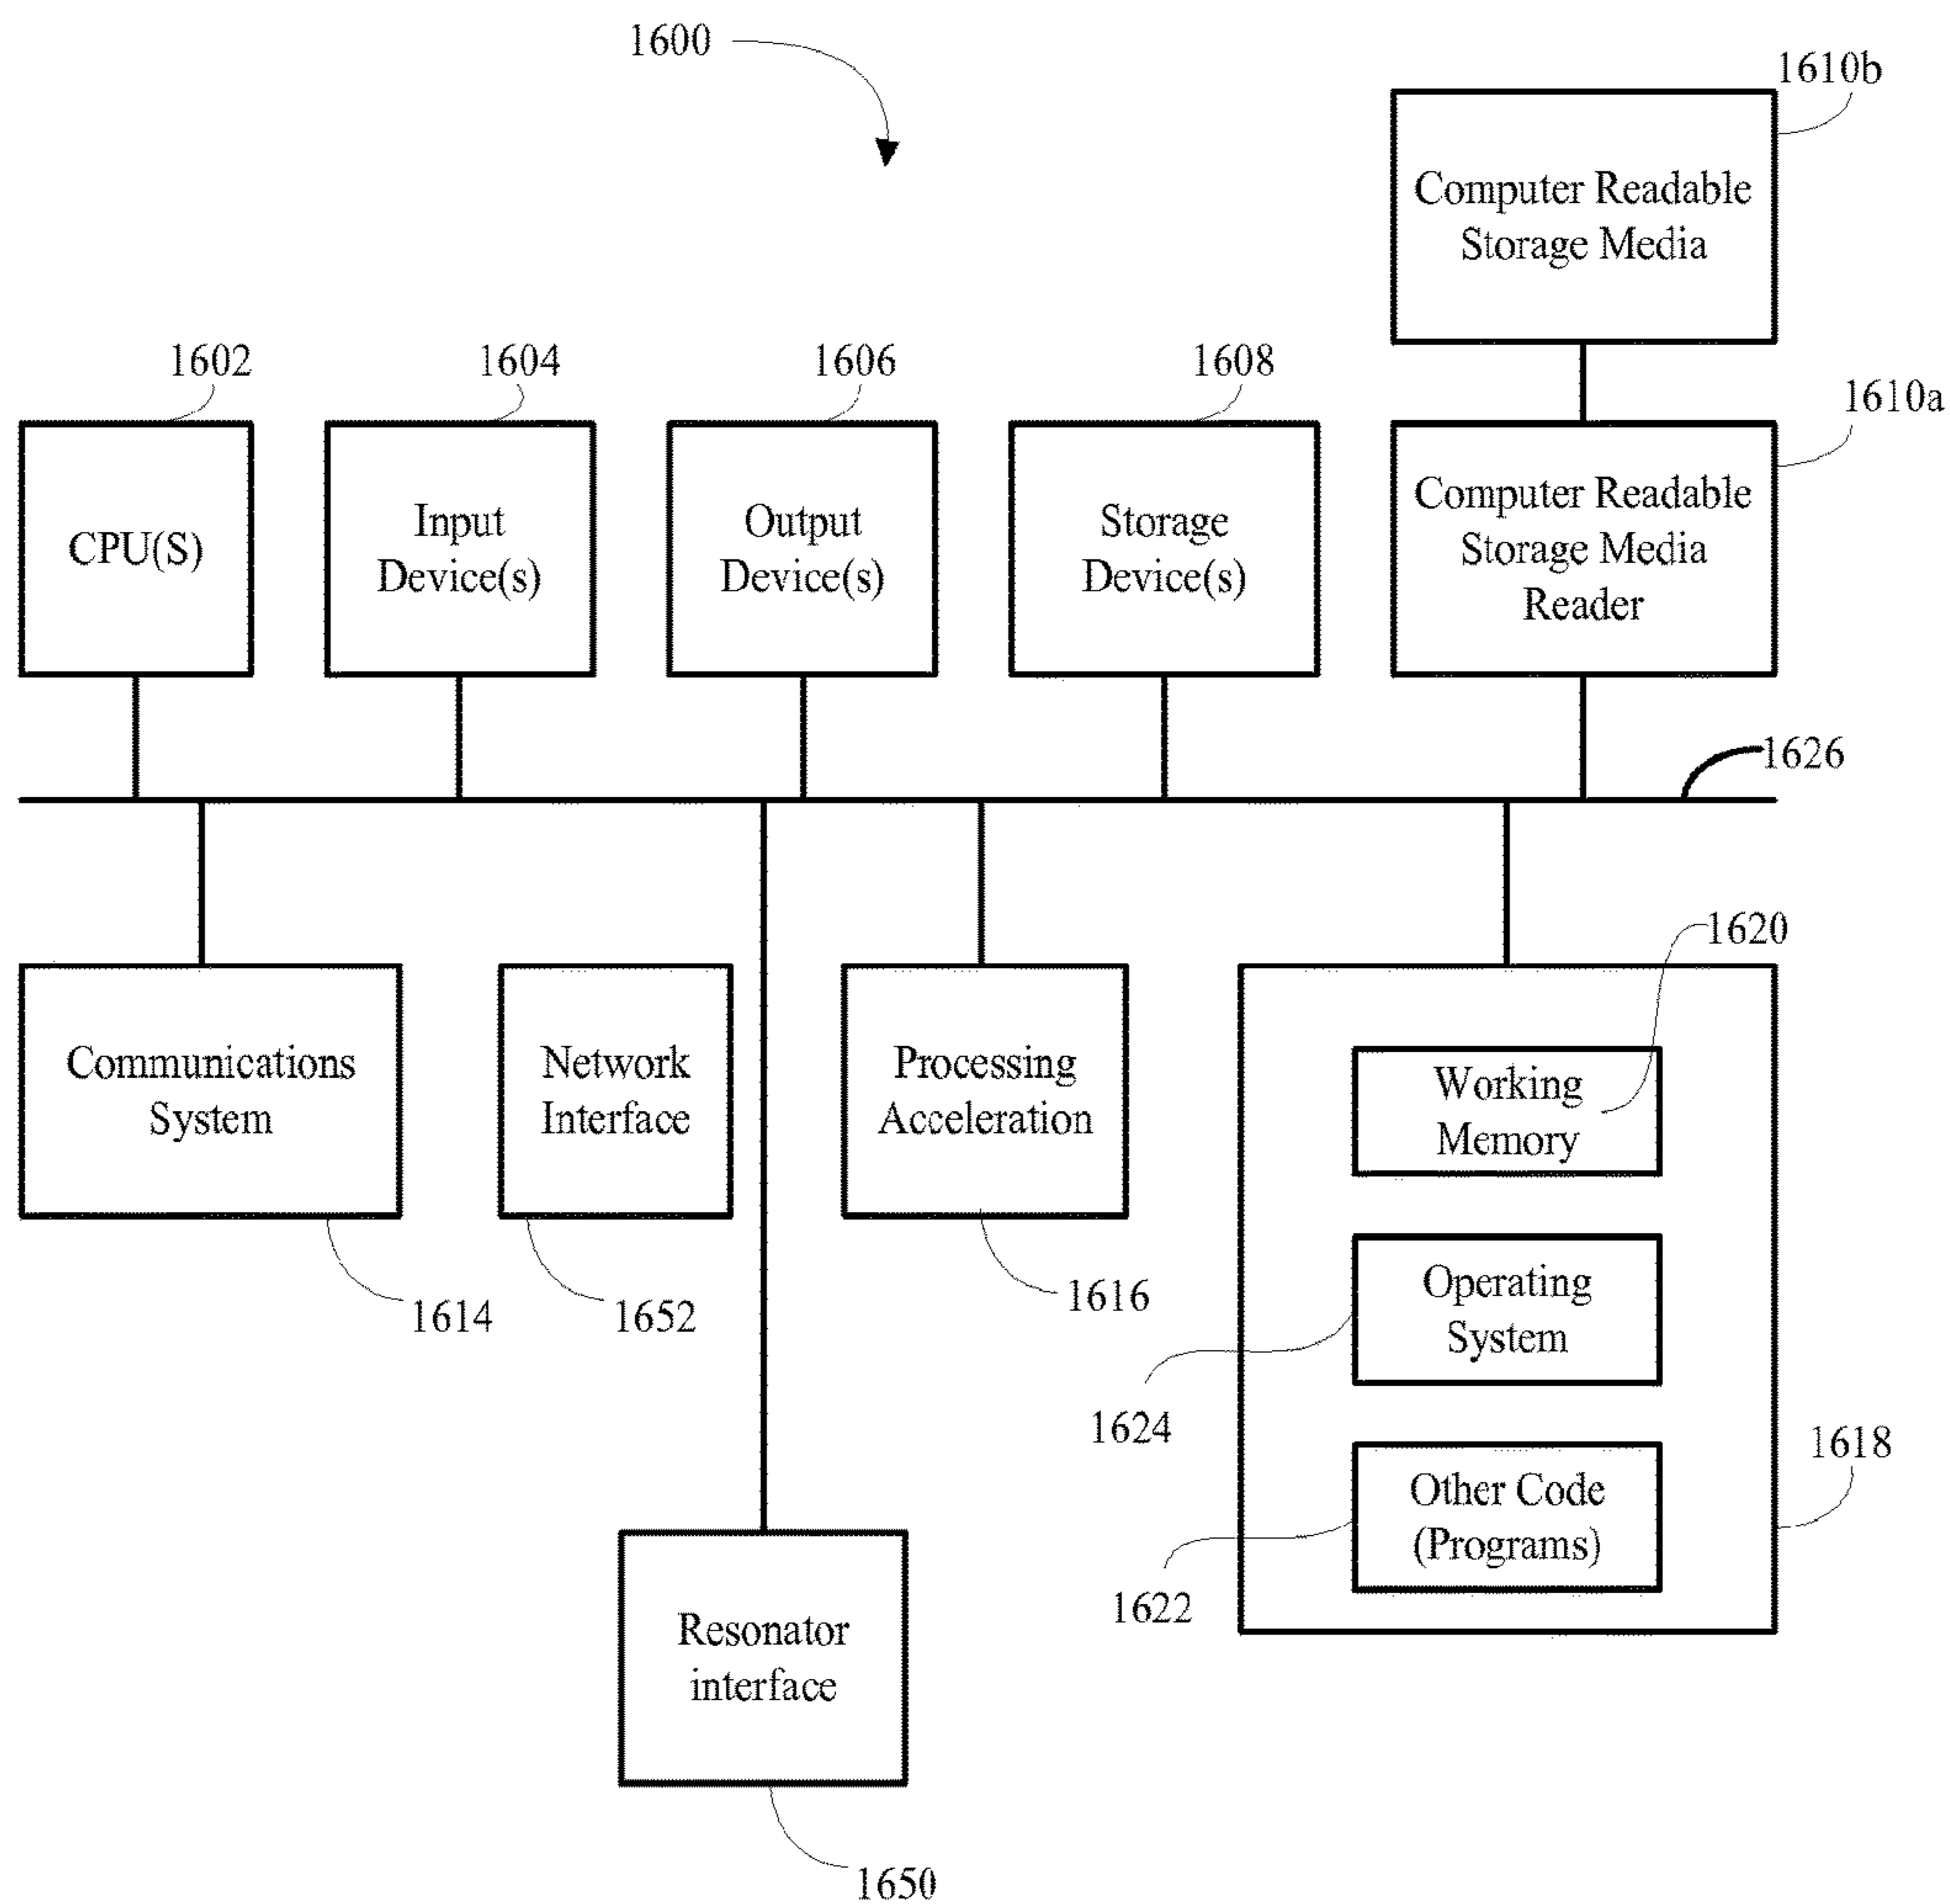 1600
1610b
Computer Readable
Storage Media
1602
1604
1606
1608
1610a
CPU(S)
Input
Device(s)
Output
Device(s)
Storage
Device(s)
Computer Readable
Storage Media
Reader
1626
1620
Communications
System
Network
Interface
Processing
Acceleration
Working
Memory
1614
1652
1616
Operating
System
1624
1618
Other Code
(Programs)
1622
Resonator
interface
1650